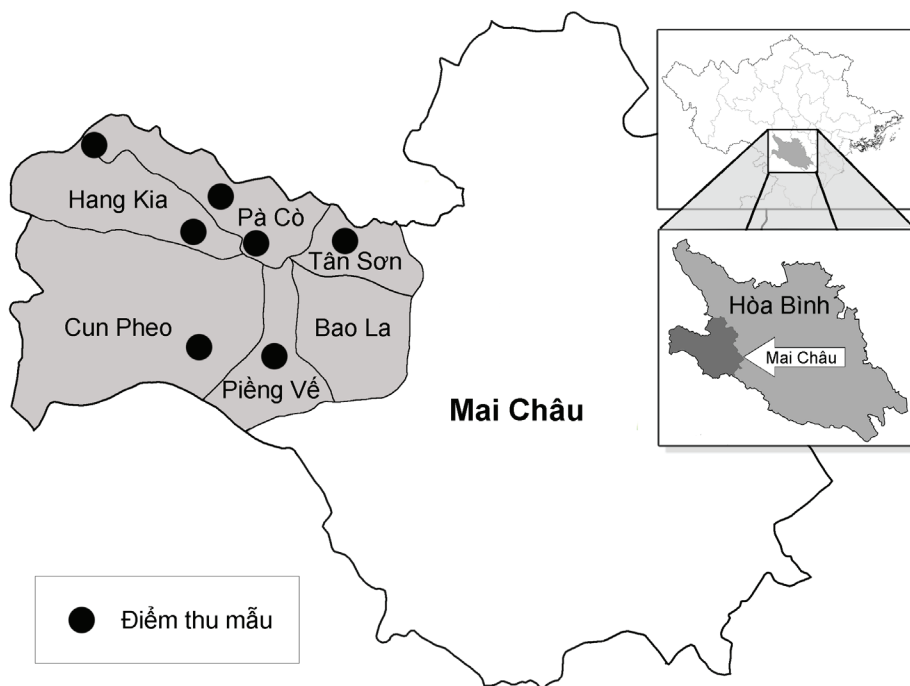 Hang Kia
Pà Cò
Tân Sơn
Cun Pheo
Bao La
Piềng Vế
Mai Châu
Hòa Bình
Mai Châu
Điểm thu mẫu